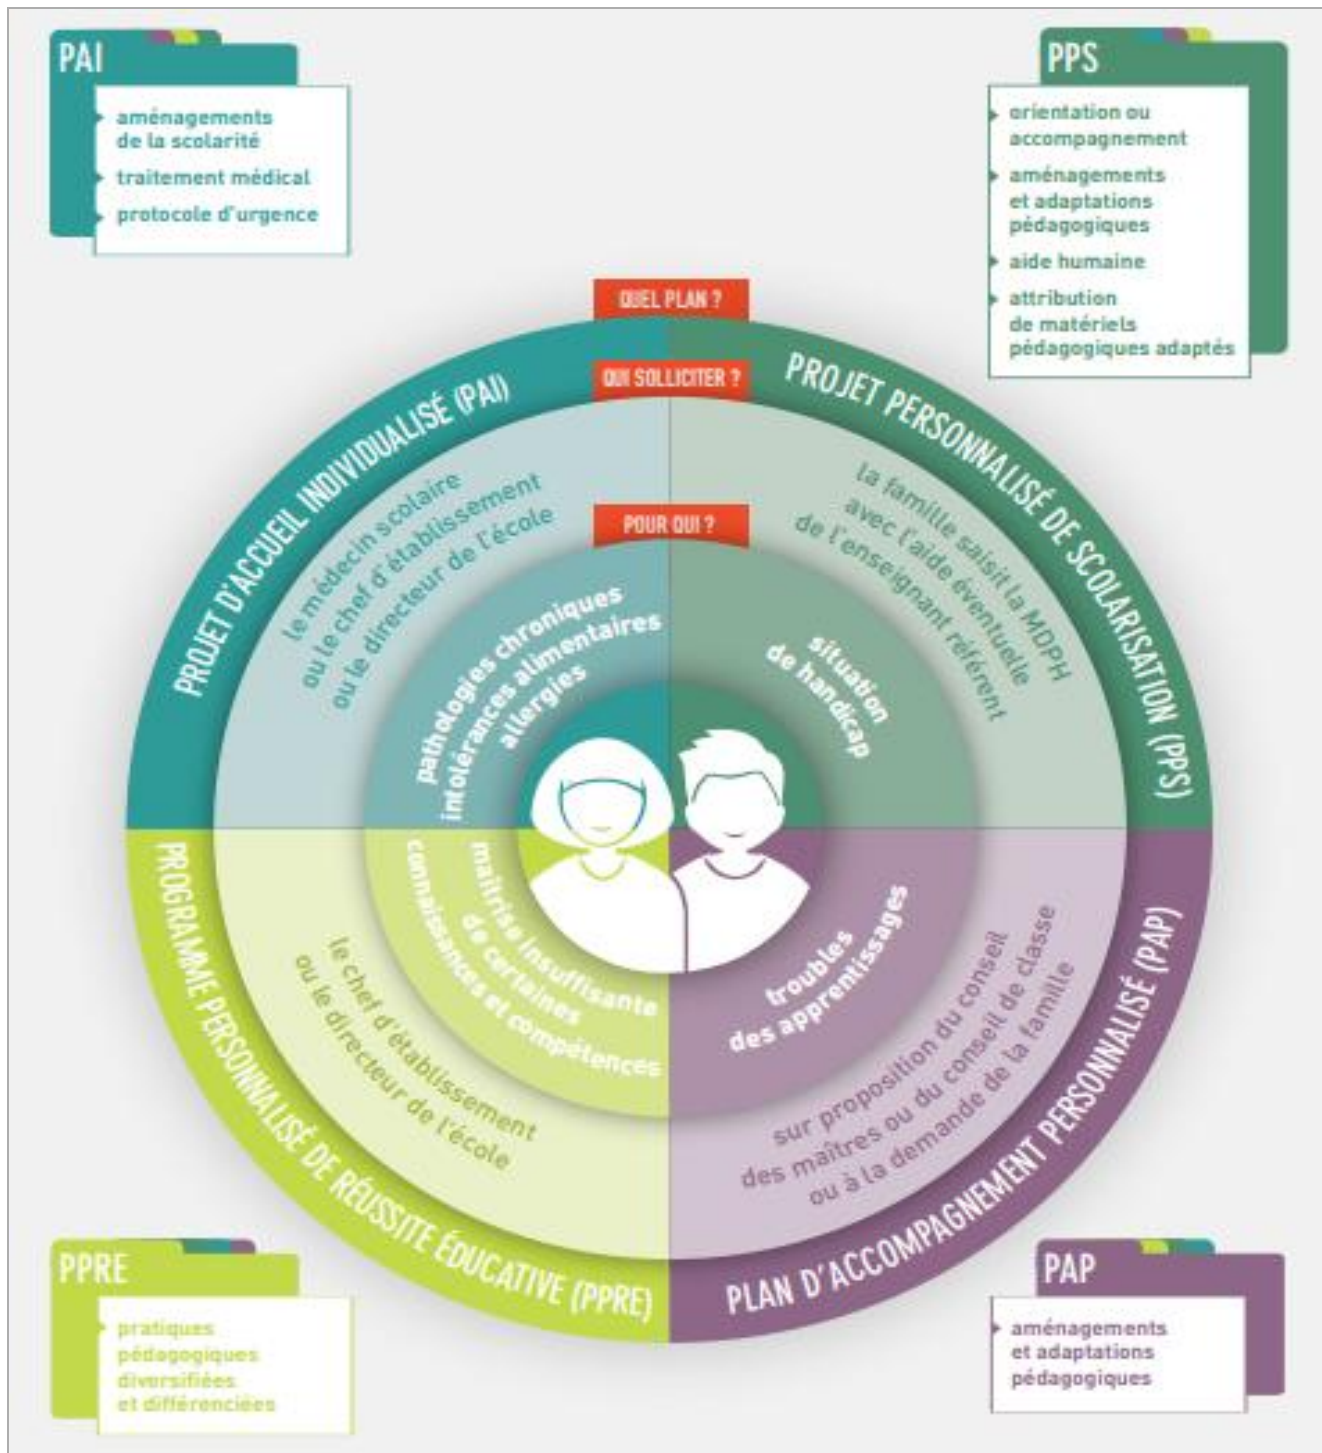 PAI
aménagements
de la scolarité
traitement médical
protocole d'urgence
PPS
orientation ou
accompagnement
aménagements
et adaptations
pédagogiques
aide humaine
attribution
de matériels
pédagogiques adaptés
QUEL PLAN ?
QUI SOLLICITER ?
POUR QUI ?
PROJET D'ACCUEIL INDIVIDUALISÉ (PAI)
le médecin scolaire
ou le chef d'établissement
ou le directeur de l'école
pathologies chroniques
intolérances alimentaires
allergies
PROJET PERSONNALISÉ DE SCOLARISATION (PPS)
la famille saisit la MDPH
avec l'aide éventuelle
de l'enseignant référent
situation
de handicap
PROGRAMME PERSONNALISÉ DE RÉUSSITE ÉDUCATIVE (PPRE)
le chef d'établissement
ou le directeur de l'école
maîtrise insuffisante
de certaines
connaissances et compétences
PLAN D'ACCOMPAGNEMENT PERSONNALISÉ (PAP)
sur proposition du conseil
des maîtres ou du conseil de classe
ou à la demande de la famille
troubles
des apprentissages
PPRE
pratiques
pédagogiques
diversifiées
et différenciées
PAP
aménagements
et adaptations
pédagogiques